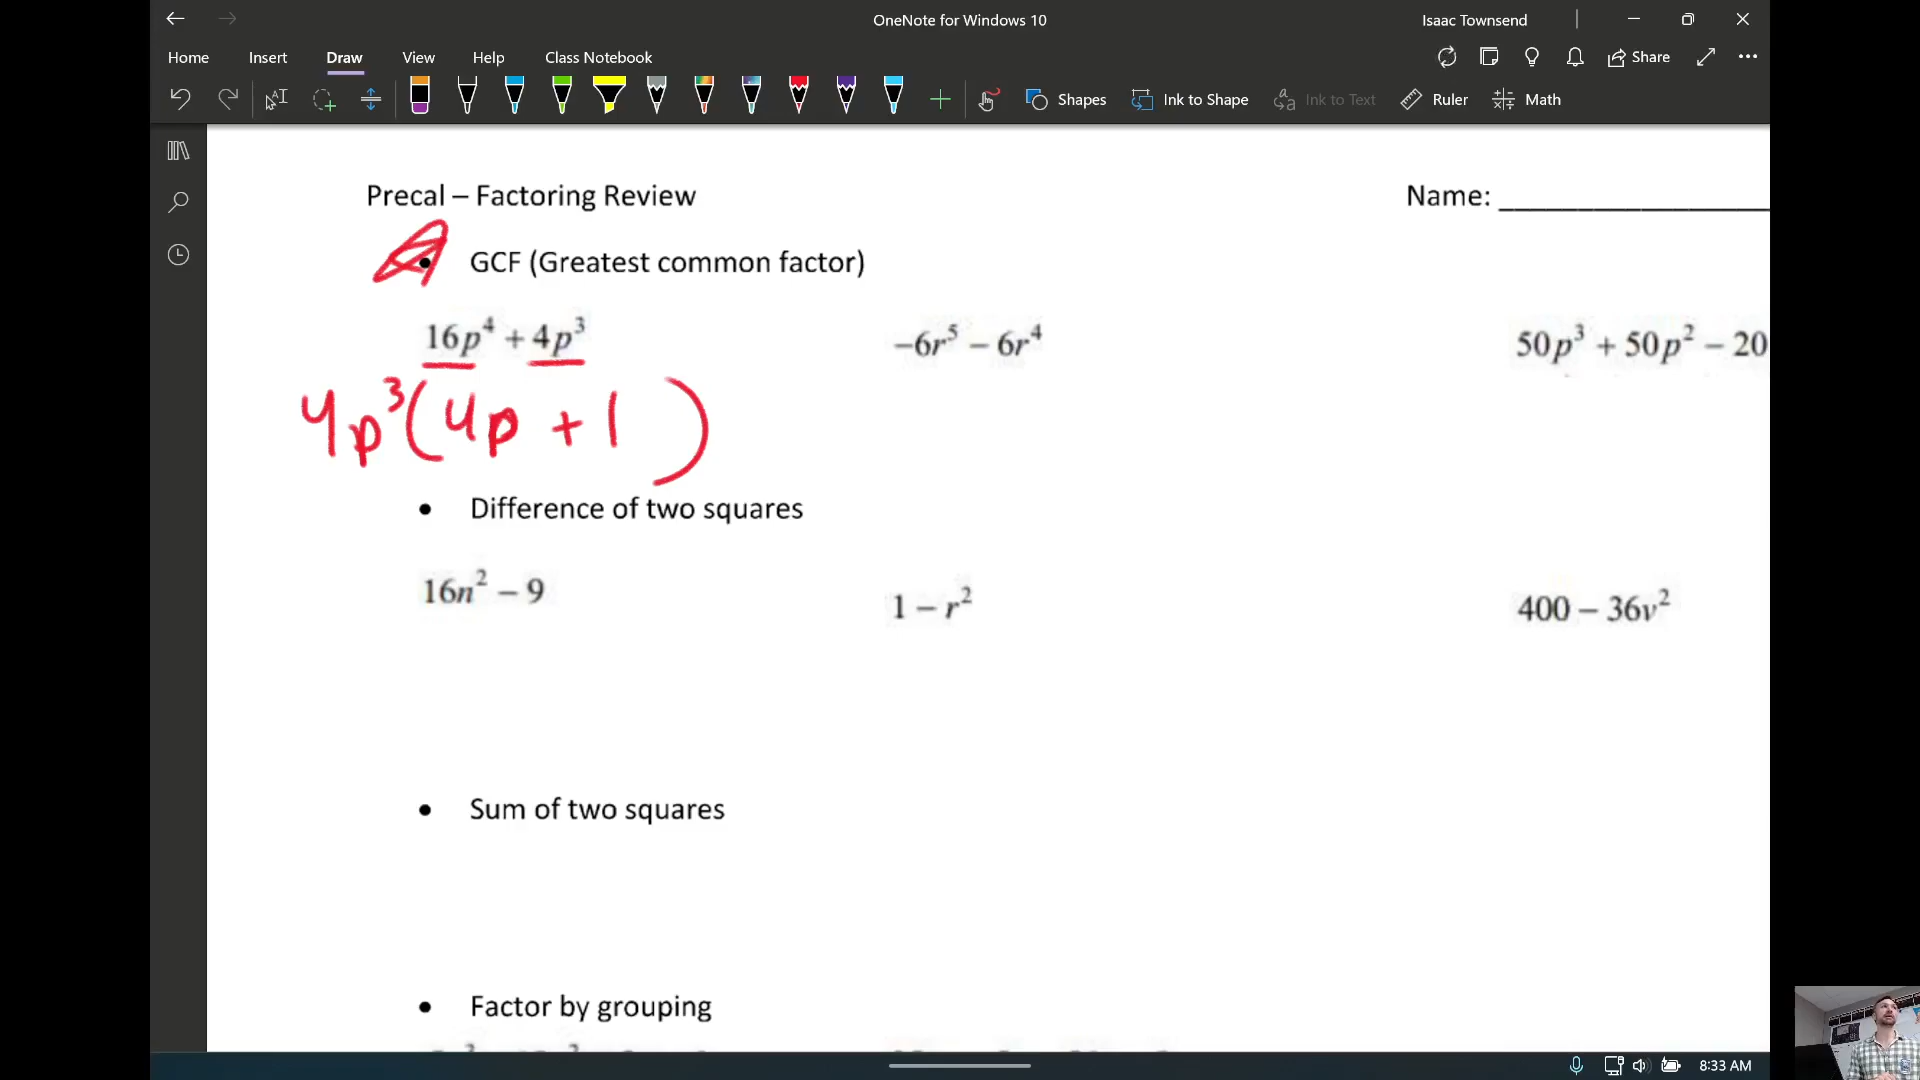 OneNote for Windows 10
Isaac Townsend
Home Insert Draw View Help Class Notebook
Share
Shapes Ink to Shape Ink to Text Ruler Math
Precal – Factoring Review
Name: ___________________
• GCF (Greatest common factor)
16p⁴ + 4p³
−6r⁵ − 6r⁴
50p³ + 50p² − 20
4p³(4p + 1)
• Difference of two squares
16n² − 9
1 − r²
400 − 36v²
• Sum of two squares
• Factor by grouping
8:33 AM